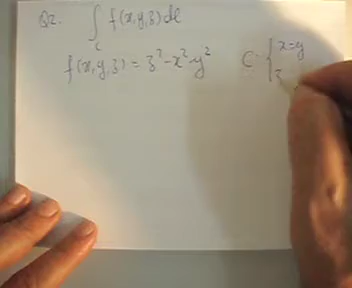 Q2. ∫_C f(x,y,z) dl
f(x,y,z) = z² - x² - y²
C: { x=y
z